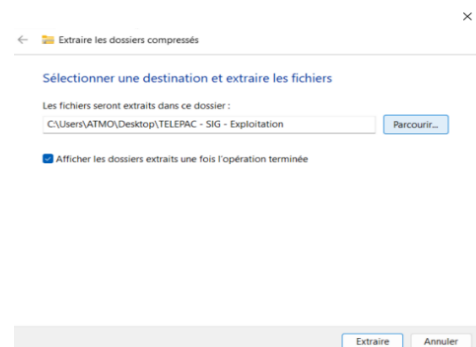 Extraire les dossiers compressés
Sélectionner une destination et extraire les fichiers
Les fichiers seront extraits dans ce dossier :
C:\Users\ATMO\Desktop\TELEPAC - SIG - Exploitation
Parcourir...
Afficher les dossiers extraits une fois l'opération terminée
Extraire
Annuler